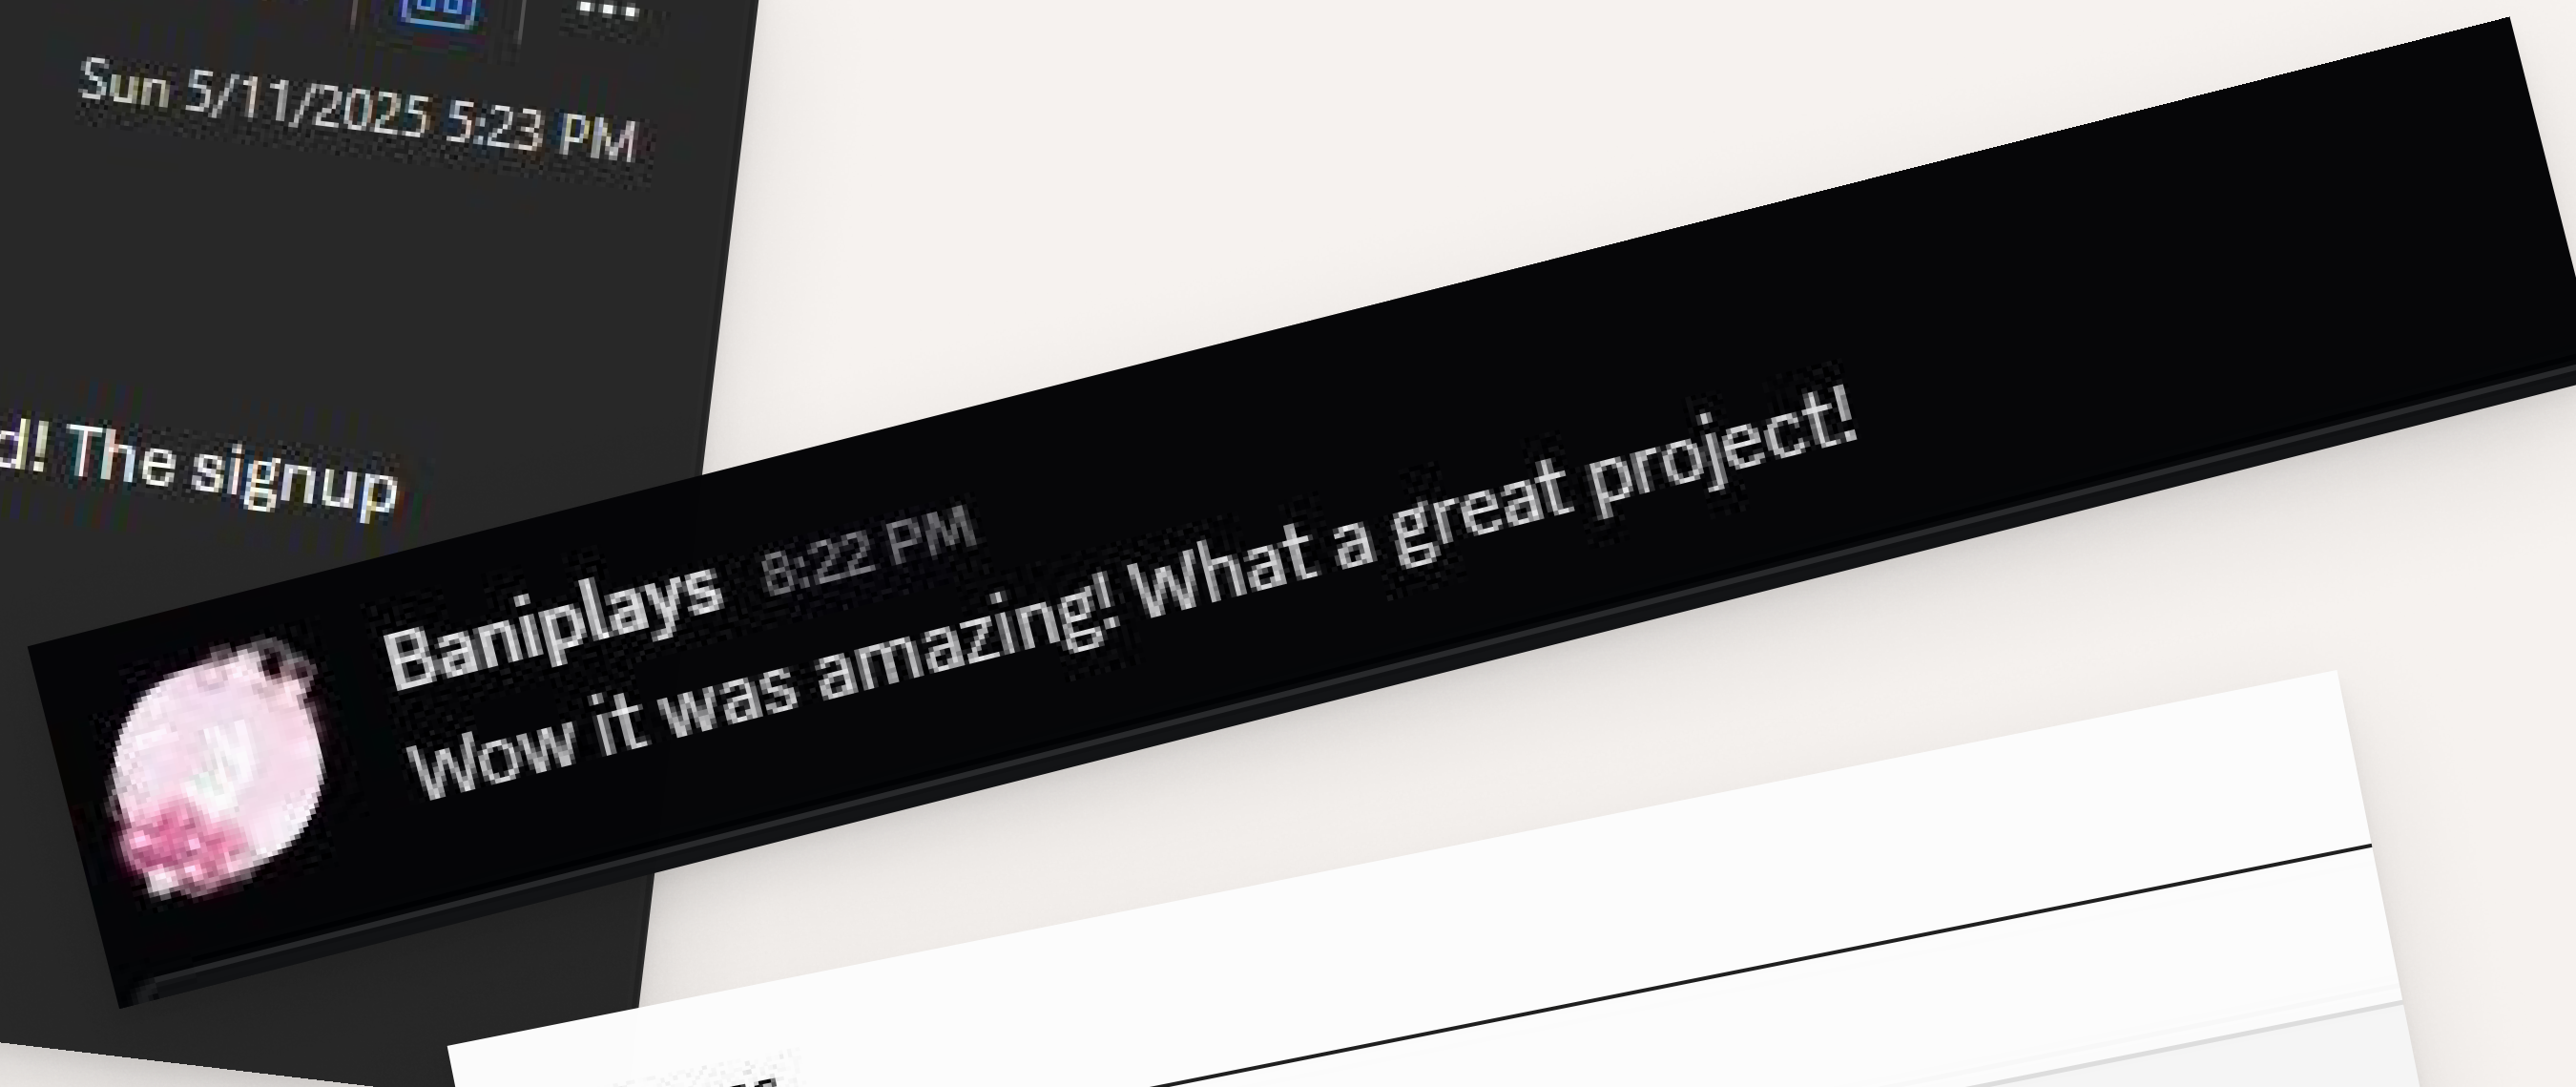 Sun 5/11/2025 5:23 PM
d! The signup
Baniplays 8:22 PM
Wow it was amazing! What a great project!